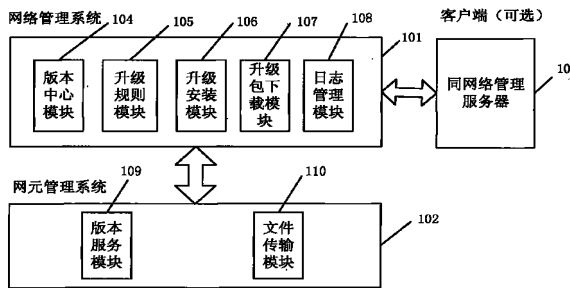 网络管理系统
客户端（可选）
104
105
106
107
108
101
版本
中心
模块
升级
规则
模块
升级
安装
模块
升级
包下
载模
块
日志
管理
模块
同网络管理
服务器
10
网元管理系统
109
110
版本
服务
模块
文件
传输
模块
102